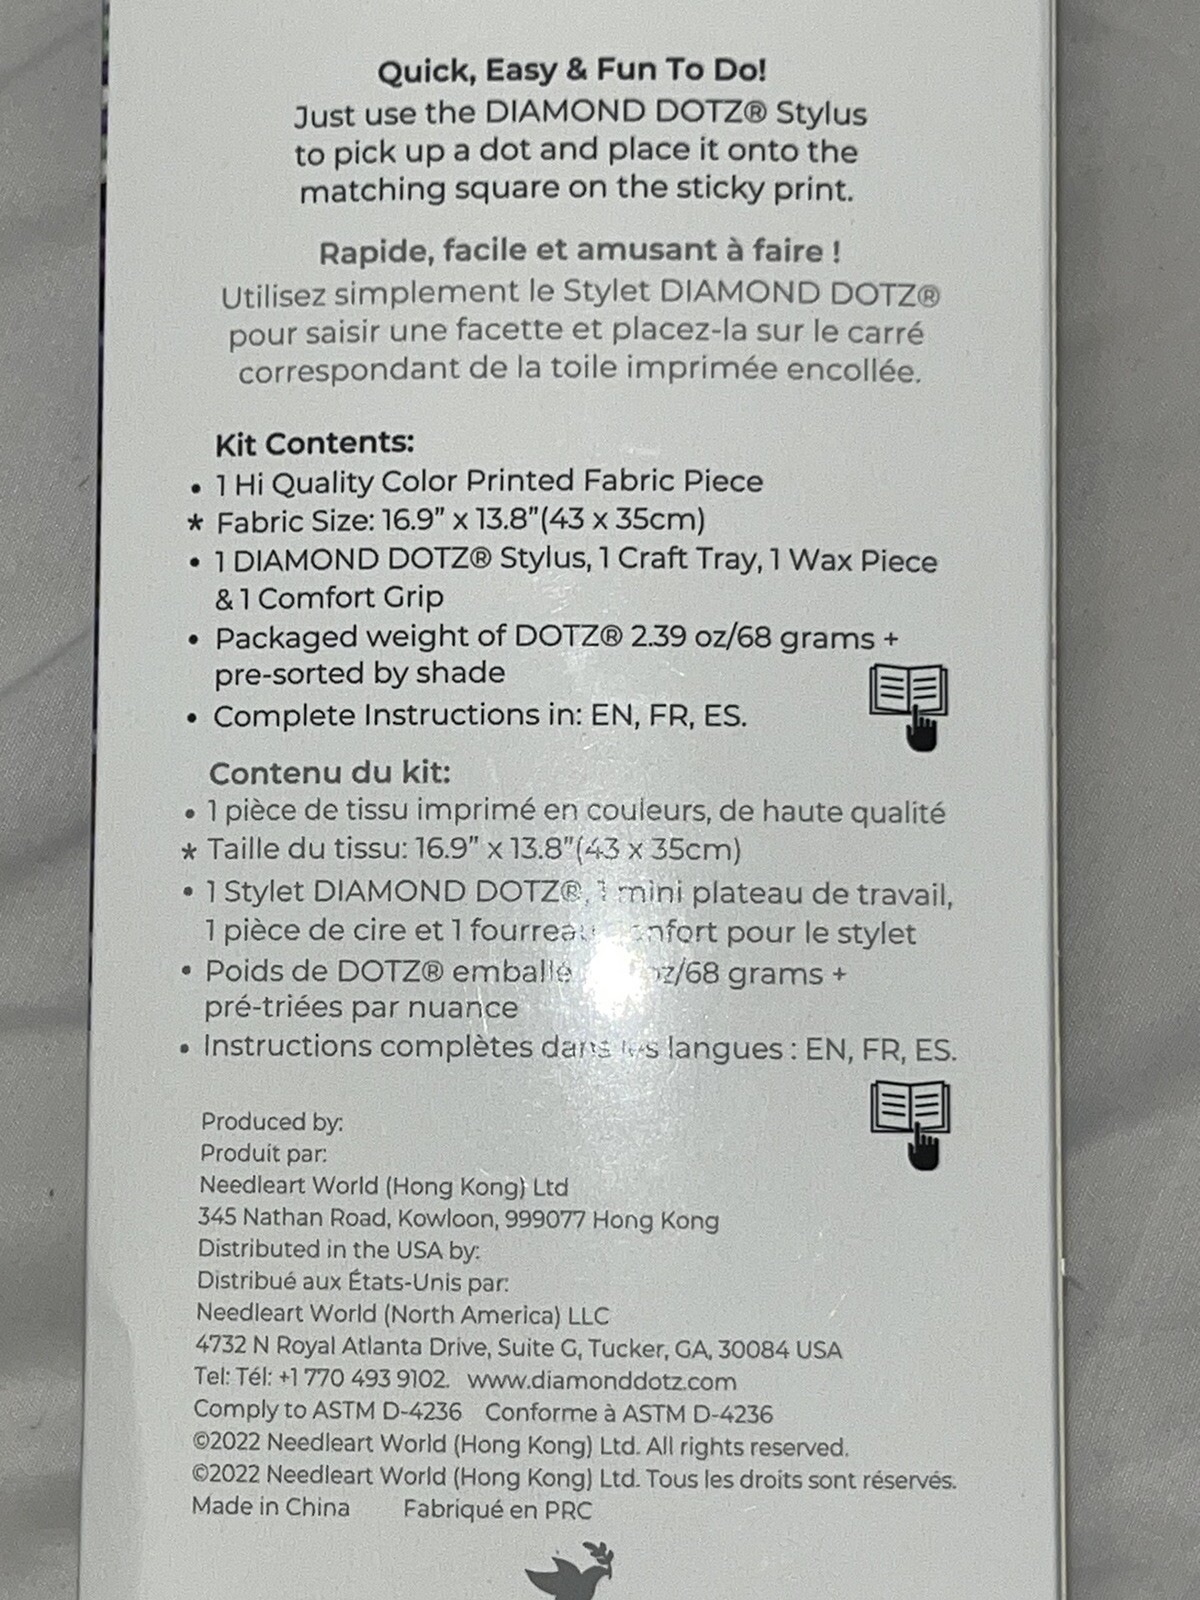 Quick, Easy & Fun To Do!
Just use the DIAMOND DOTZ® Stylus
to pick up a dot and place it onto the
matching square on the sticky print.
Rapide, facile et amusant à faire !
Utilisez simplement le Stylet DIAMOND DOTZ®
pour saisir une facette et placez-la sur le carré
correspondant de la toile imprimée encollée.
Kit Contents:
• 1 Hi Quality Color Printed Fabric Piece
* Fabric Size: 16.9" x 13.8"(43 x 35cm)
• 1 DIAMOND DOTZ® Stylus, 1 Craft Tray, 1 Wax Piece
& 1 Comfort Grip
• Packaged weight of DOTZ® 2.39 oz/68 grams +
pre-sorted by shade
• Complete Instructions in: EN, FR, ES.
Contenu du kit:
• 1 pièce de tissu imprimé en couleurs, de haute qualité
* Taille du tissu: 16.9" x 13.8"(43 x 35cm)
• 1 Stylet DIAMOND DOTZ®, 1 mini plateau de travail,
1 pièce de cire et 1 fourreau pour le stylet
• Poids de DOTZ® emballé oz/68 grams +
pré-triées par nuance
• Instructions complètes dans les langues : EN, FR, ES.
Produced by:
Produit par:
Needleart World (Hong Kong) Ltd
345 Nathan Road, Kowloon, 999077 Hong Kong
Distributed in the USA by:
Distribué aux États-Unis par:
Needleart World (North America) LLC
4732 N Royal Atlanta Drive, Suite G, Tucker, GA, 30084 USA
Tel: Tél: +1 770 493 9102. www.diamonddotz.com
Comply to ASTM D-4236 Conforme à ASTM D-4236
©2022 Needleart World (Hong Kong) Ltd. All rights reserved.
©2022 Needleart World (Hong Kong) Ltd. Tous les droits sont réservés.
Made in China Fabriqué en PRC